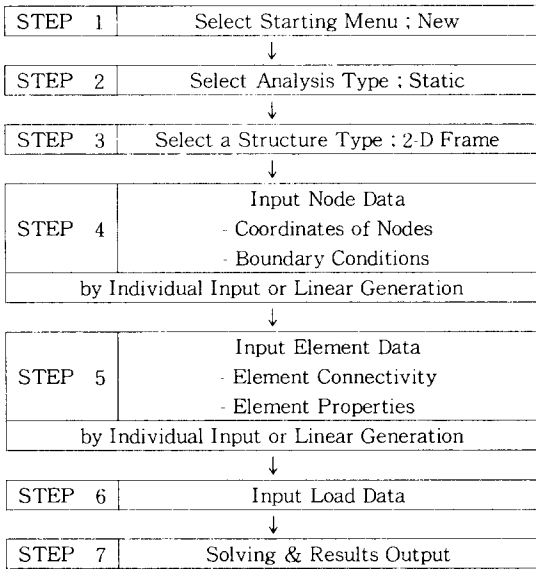 STEP 1 Select Starting Menu ; New
↓
STEP 2 Select Analysis Type ; Static
↓
STEP 3 Select a Structure Type ; 2-D Frame
↓
Input Node Data
STEP 4 - Coordinates of Nodes
- Boundary Conditions
by Individual Input or Linear Generation
↓
Input Element Data
STEP 5 - Element Connectivity
- Element Properties
by Individual Input or Linear Generation
↓
STEP 6 Input Load Data
↓
STEP 7 Solving & Results Output